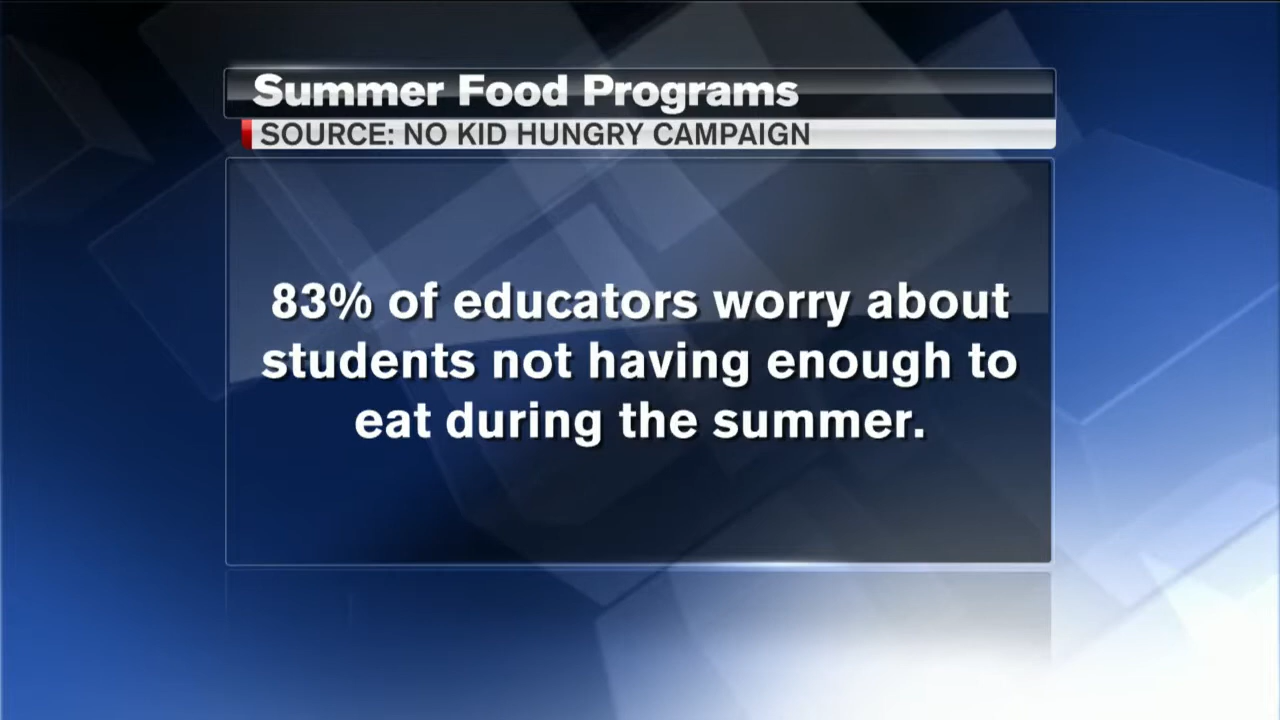 Summer Food Programs
SOURCE: NO KID HUNGRY CAMPAIGN
83% of educators worry about
students not having enough to
eat during the summer.